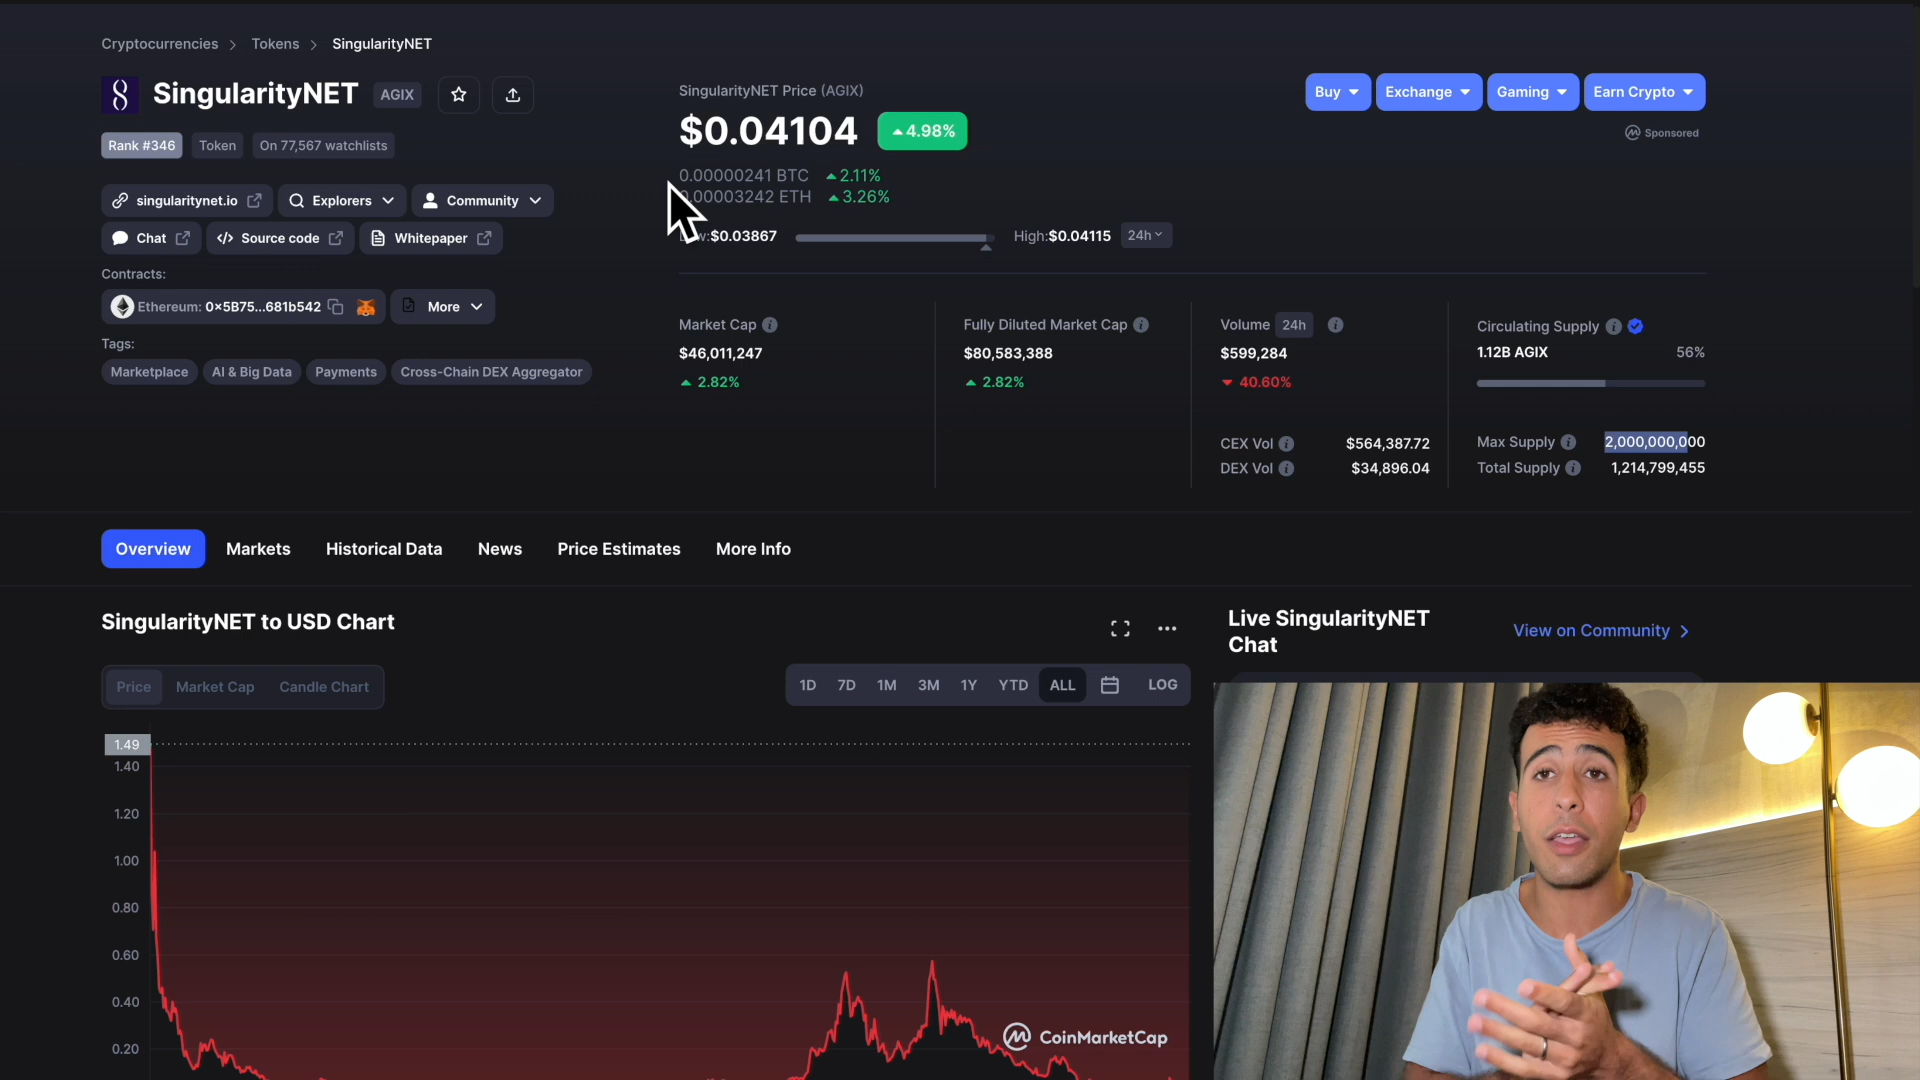 Cryptocurrencies > Tokens > SingularityNET
SingularityNET AGIX
Rank #346 Token On 77,567 watchlists
singularitynet.io Explorers Community
Chat Source code Whitepaper
Contracts:
Ethereum: 0x5B75...681b542 More
Tags:
Marketplace AI & Big Data Payments Cross-Chain DEX Aggregator
SingularityNET Price (AGIX)
$0.04104 4.98%
0.00000241 BTC 2.11%
0.00003242 ETH 3.26%
$0.03867 High:$0.04115 24h
Buy Exchange Gaming Earn Crypto
Sponsored
Market Cap
$46,011,247
2.82%
Fully Diluted Market Cap
$80,583,388
2.82%
Volume 24h
$599,284
40.60%
CEX Vol $564,387.72
DEX Vol $34,896.04
Circulating Supply
1.12B AGIX 56%
Max Supply 2,000,000,000
Total Supply 1,214,799,455
Overview Markets Historical Data News Price Estimates More Info
SingularityNET to USD Chart
Price Market Cap Candle Chart
1D 7D 1M 3M 1Y YTD ALL LOG
1.49
1.40
1.20
1.00
0.80
0.60
0.40
0.20
CoinMarketCap
Live SingularityNET
Chat
View on Community >